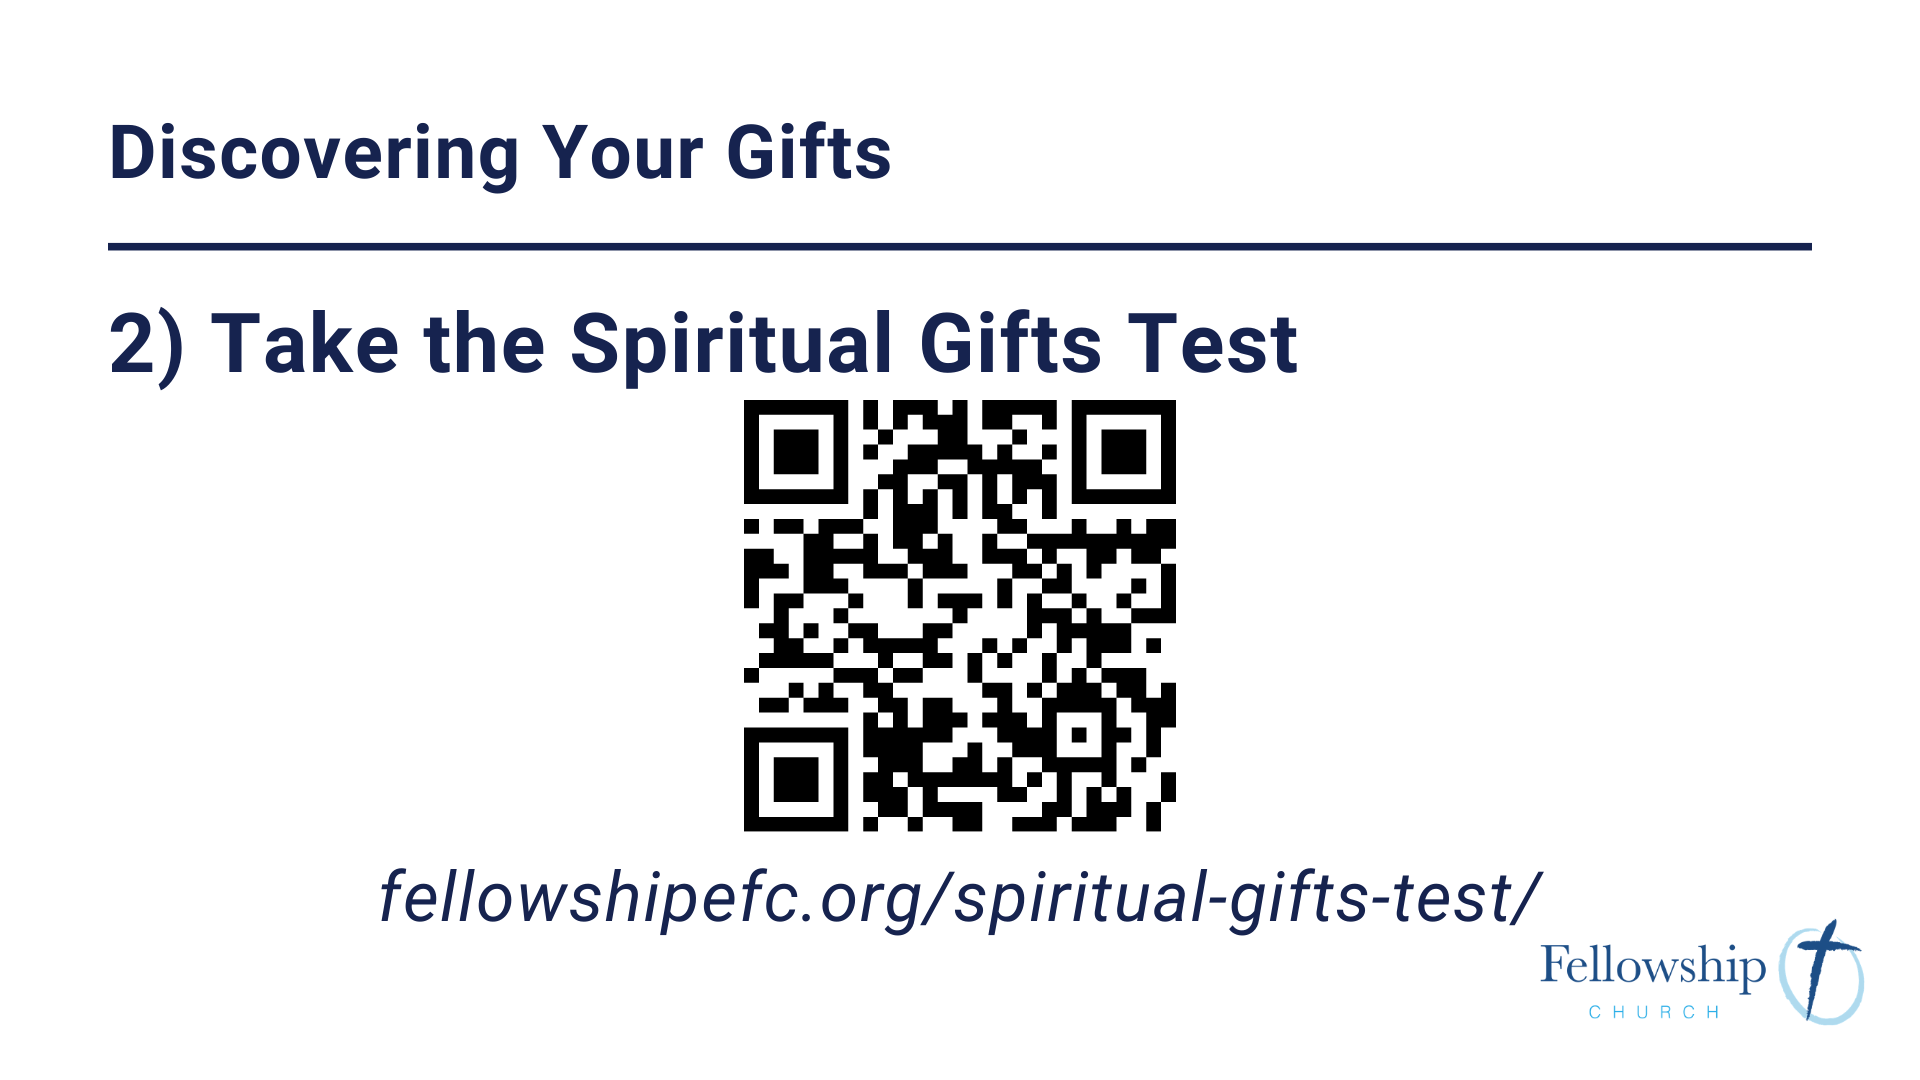 Discovering Your Gifts
2) Take the Spiritual Gifts Test
fellowshipefc.org/spiritual-gifts-test/
Fellowship
CHURCH